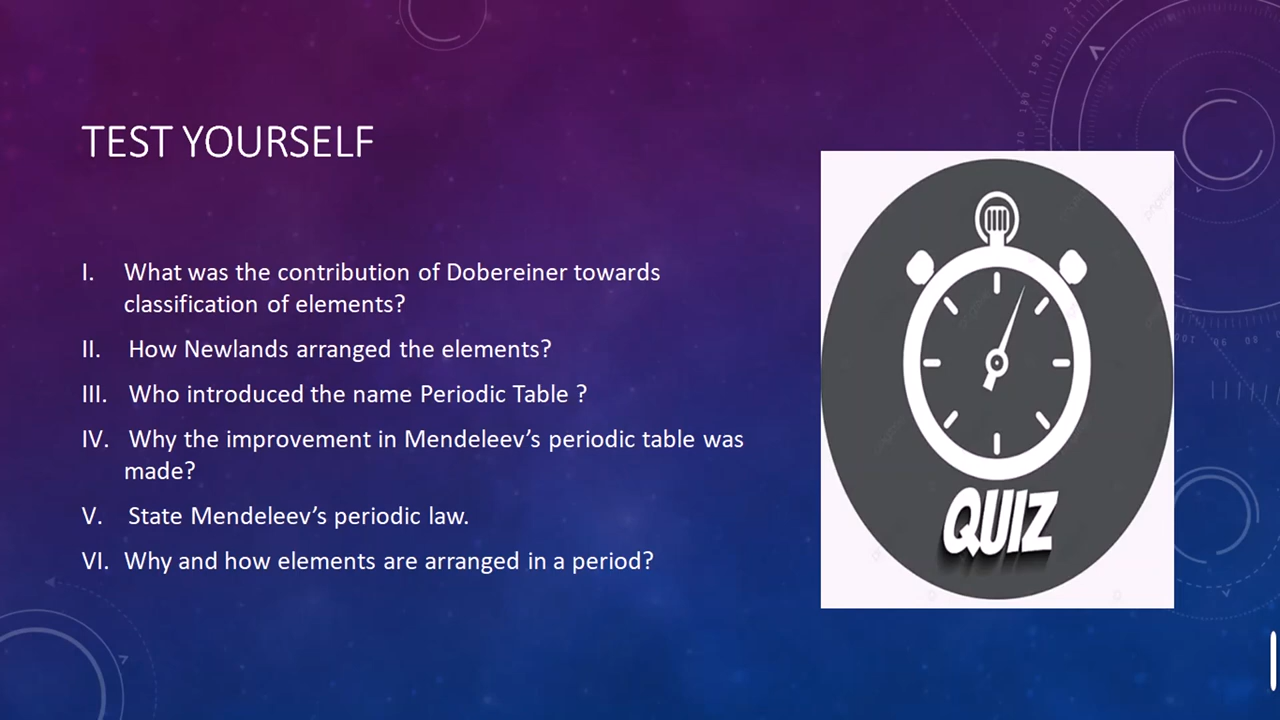 TEST YOURSELF
I. What was the contribution of Dobereiner towards
classification of elements?
II. How Newlands arranged the elements?
III. Who introduced the name Periodic Table ?
IV. Why the improvement in Mendeleev’s periodic table was
made?
V. State Mendeleev’s periodic law.
VI. Why and how elements are arranged in a period?
QUIZ